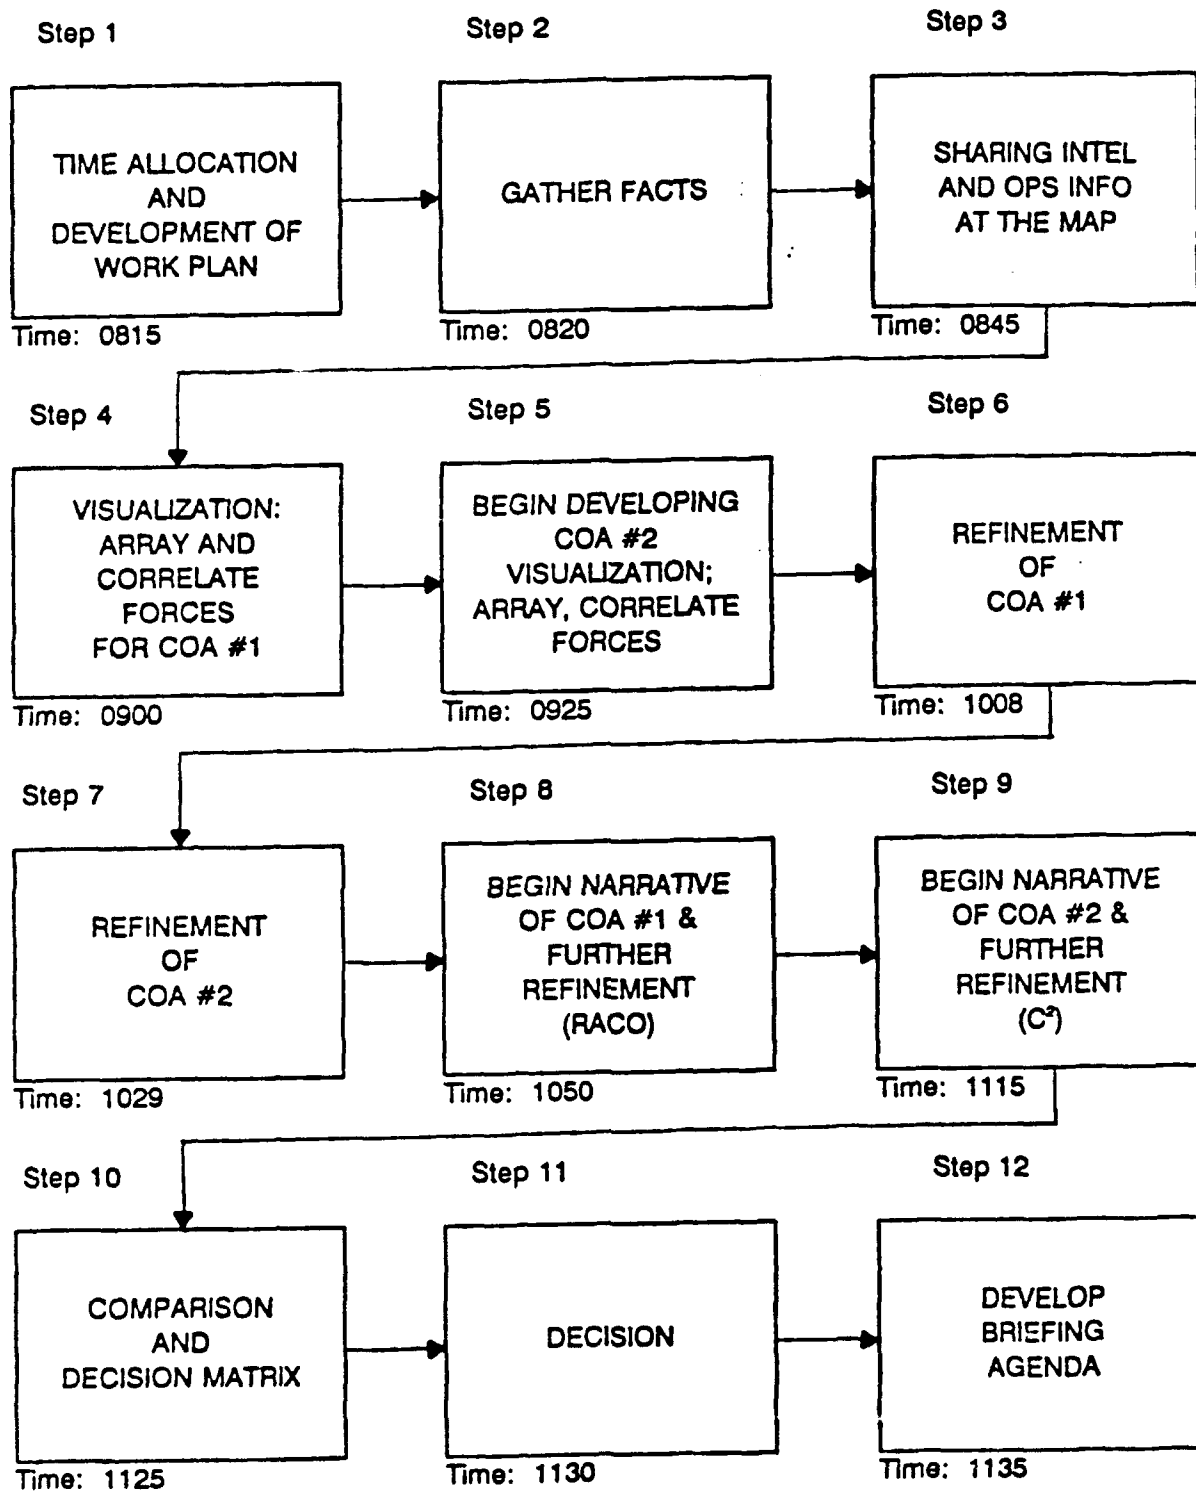 Step 1
TIME ALLOCATION
AND
DEVELOPMENT OF
WORK PLAN
Time: 0815
Step 2
GATHER FACTS
Time: 0820
Step 3
SHARING INTEL
AND OPS INFO
AT THE MAP
Time: 0845
Step 4
VISUALIZATION:
ARRAY AND
CORRELATE
FORCES
FOR COA #1
Time: 0900
Step 5
BEGIN DEVELOPING
COA #2
VISUALIZATION;
ARRAY, CORRELATE
FORCES
Time: 0925
Step 6
REFINEMENT
OF
COA #1
Time: 1008
Step 7
REFINEMENT
OF
COA #2
Time: 1029
Step 8
BEGIN NARRATIVE
OF COA #1 &
FURTHER
REFINEMENT
(RACO)
Time: 1050
Step 9
BEGIN NARRATIVE
OF COA #2 &
FURTHER
REFINEMENT
(C²)
Time: 1115
Step 10
COMPARISON
AND
DECISION MATRIX
Time: 1125
Step 11
DECISION
Time: 1130
Step 12
DEVELOP
BRIEFING
AGENDA
Time: 1135